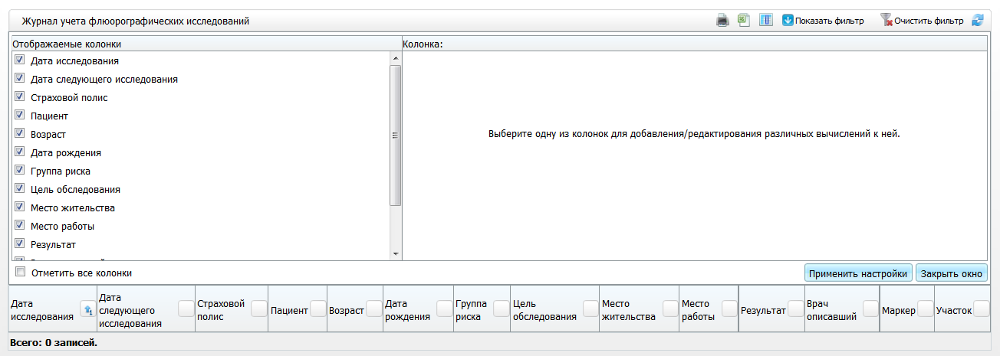 Журнал учета флюорографических исследований
Показать фильтр
Очистить фильтр
Отображаемые колонки
Колонка:
Дата исследования
Дата следующего исследования
Страховой полис
Пациент
Возраст
Дата рождения
Группа риска
Цель обследования
Место жительства
Место работы
Результат
Выберите одну из колонок для добавления/редактирования различных вычислений к ней.
Отметить все колонки
Применить настройки
Закрыть окно
Дата
исследования
1
Дата
следующего
исследования
Страховой
полис
Пациент
Возраст
Дата
рождения
Группа
риска
Цель
обследования
Место
жительства
Место
работы
Результат
Врач
описавший
Маркер
Участок
Всего: 0 записей.